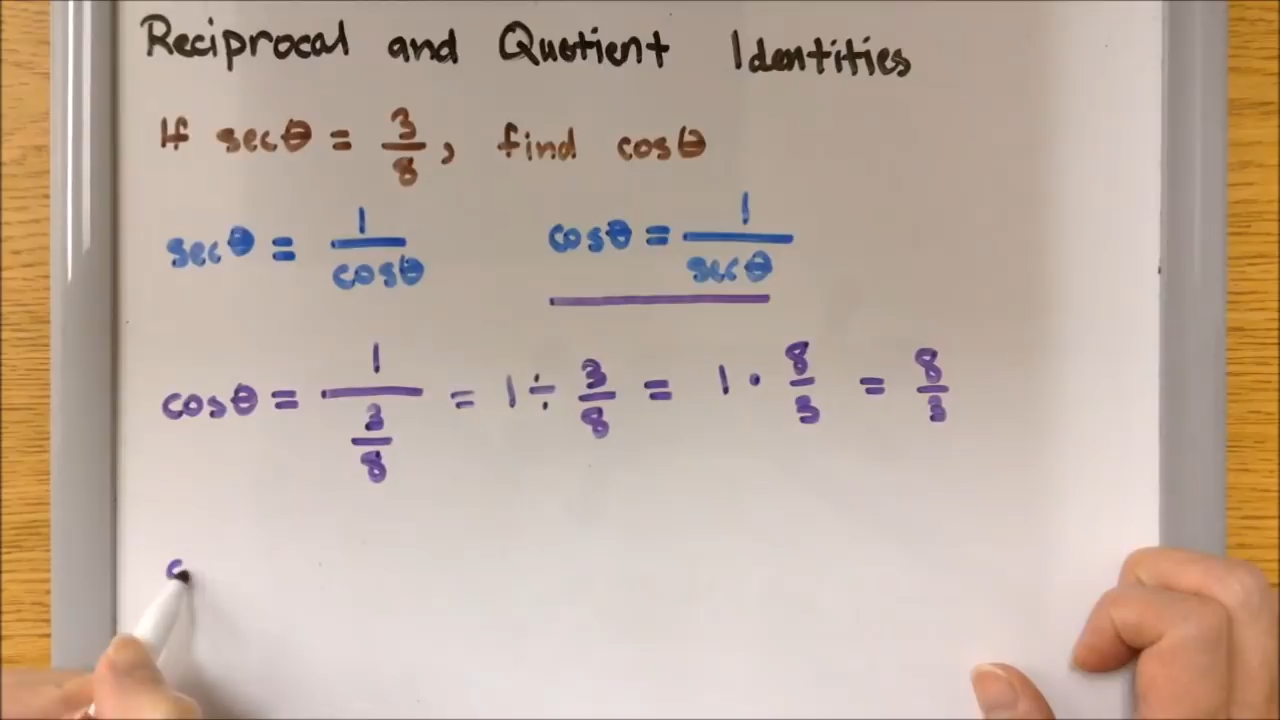 Reciprocal and Quotient Identities
If secθ = 3/8, find cosθ
secθ = 1/cosθ cosθ = 1/secθ
cosθ = 1/(3/8) = 1 ÷ 3/8 = 1 · 8/3 = 8/3
c